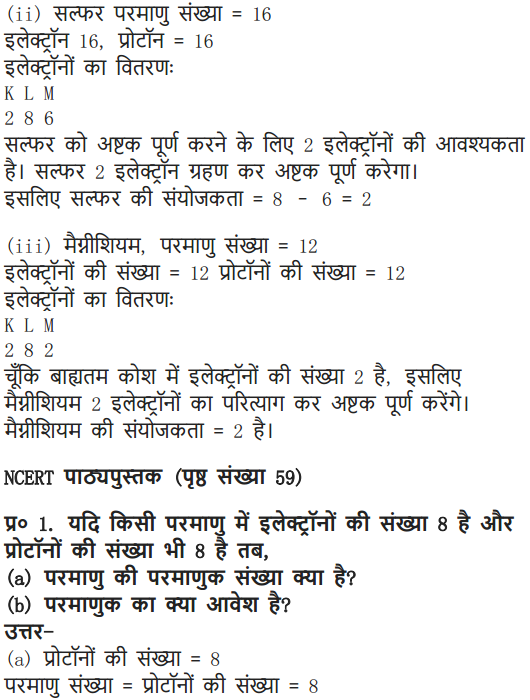 (ii) सल्फर परमाणु संख्या = 16
इलेक्ट्रॉन 16, प्रोटॉन = 16
इलेक्ट्रॉनों का वितरणः
K L M
2 8 6
सल्फर को अष्टक पूर्ण करने के लिए 2 इलेक्ट्रॉनों की आवश्यकता
है। सल्फर 2 इलेक्ट्रॉन ग्रहण कर अष्टक पूर्ण करेगा।
इसलिए सल्फर की संयोजकता = 8 - 6 = 2
(iii) मैग्नीशियम, परमाणु संख्या = 12
इलेक्ट्रॉनों की संख्या = 12 प्रोटॉनों की संख्या = 12
इलेक्ट्रॉनों का वितरणः
K L M
2 8 2
चूँकि बाह्यतम कोश में इलेक्ट्रॉनों की संख्या 2 है, इसलिए
मैग्नीशियम 2 इलेक्ट्रॉनों का परित्याग कर अष्टक पूर्ण करेंगे।
मैग्नीशियम की संयोजकता = 2 है।
NCERT पाठ्यपुस्तक (पृष्ठ संख्या 59)
प्र० 1. यदि किसी परमाणु में इलेक्ट्रॉनों की संख्या 8 है और
प्रोटॉनों की संख्या भी 8 है तब,
(a) परमाणु की परमाणुक संख्या क्या है?
(b) परमाणुक का क्या आवेश है?
उत्तर-
(a) प्रोटॉनों की संख्या = 8
परमाणु संख्या = प्रोटॉनों की संख्या = 8